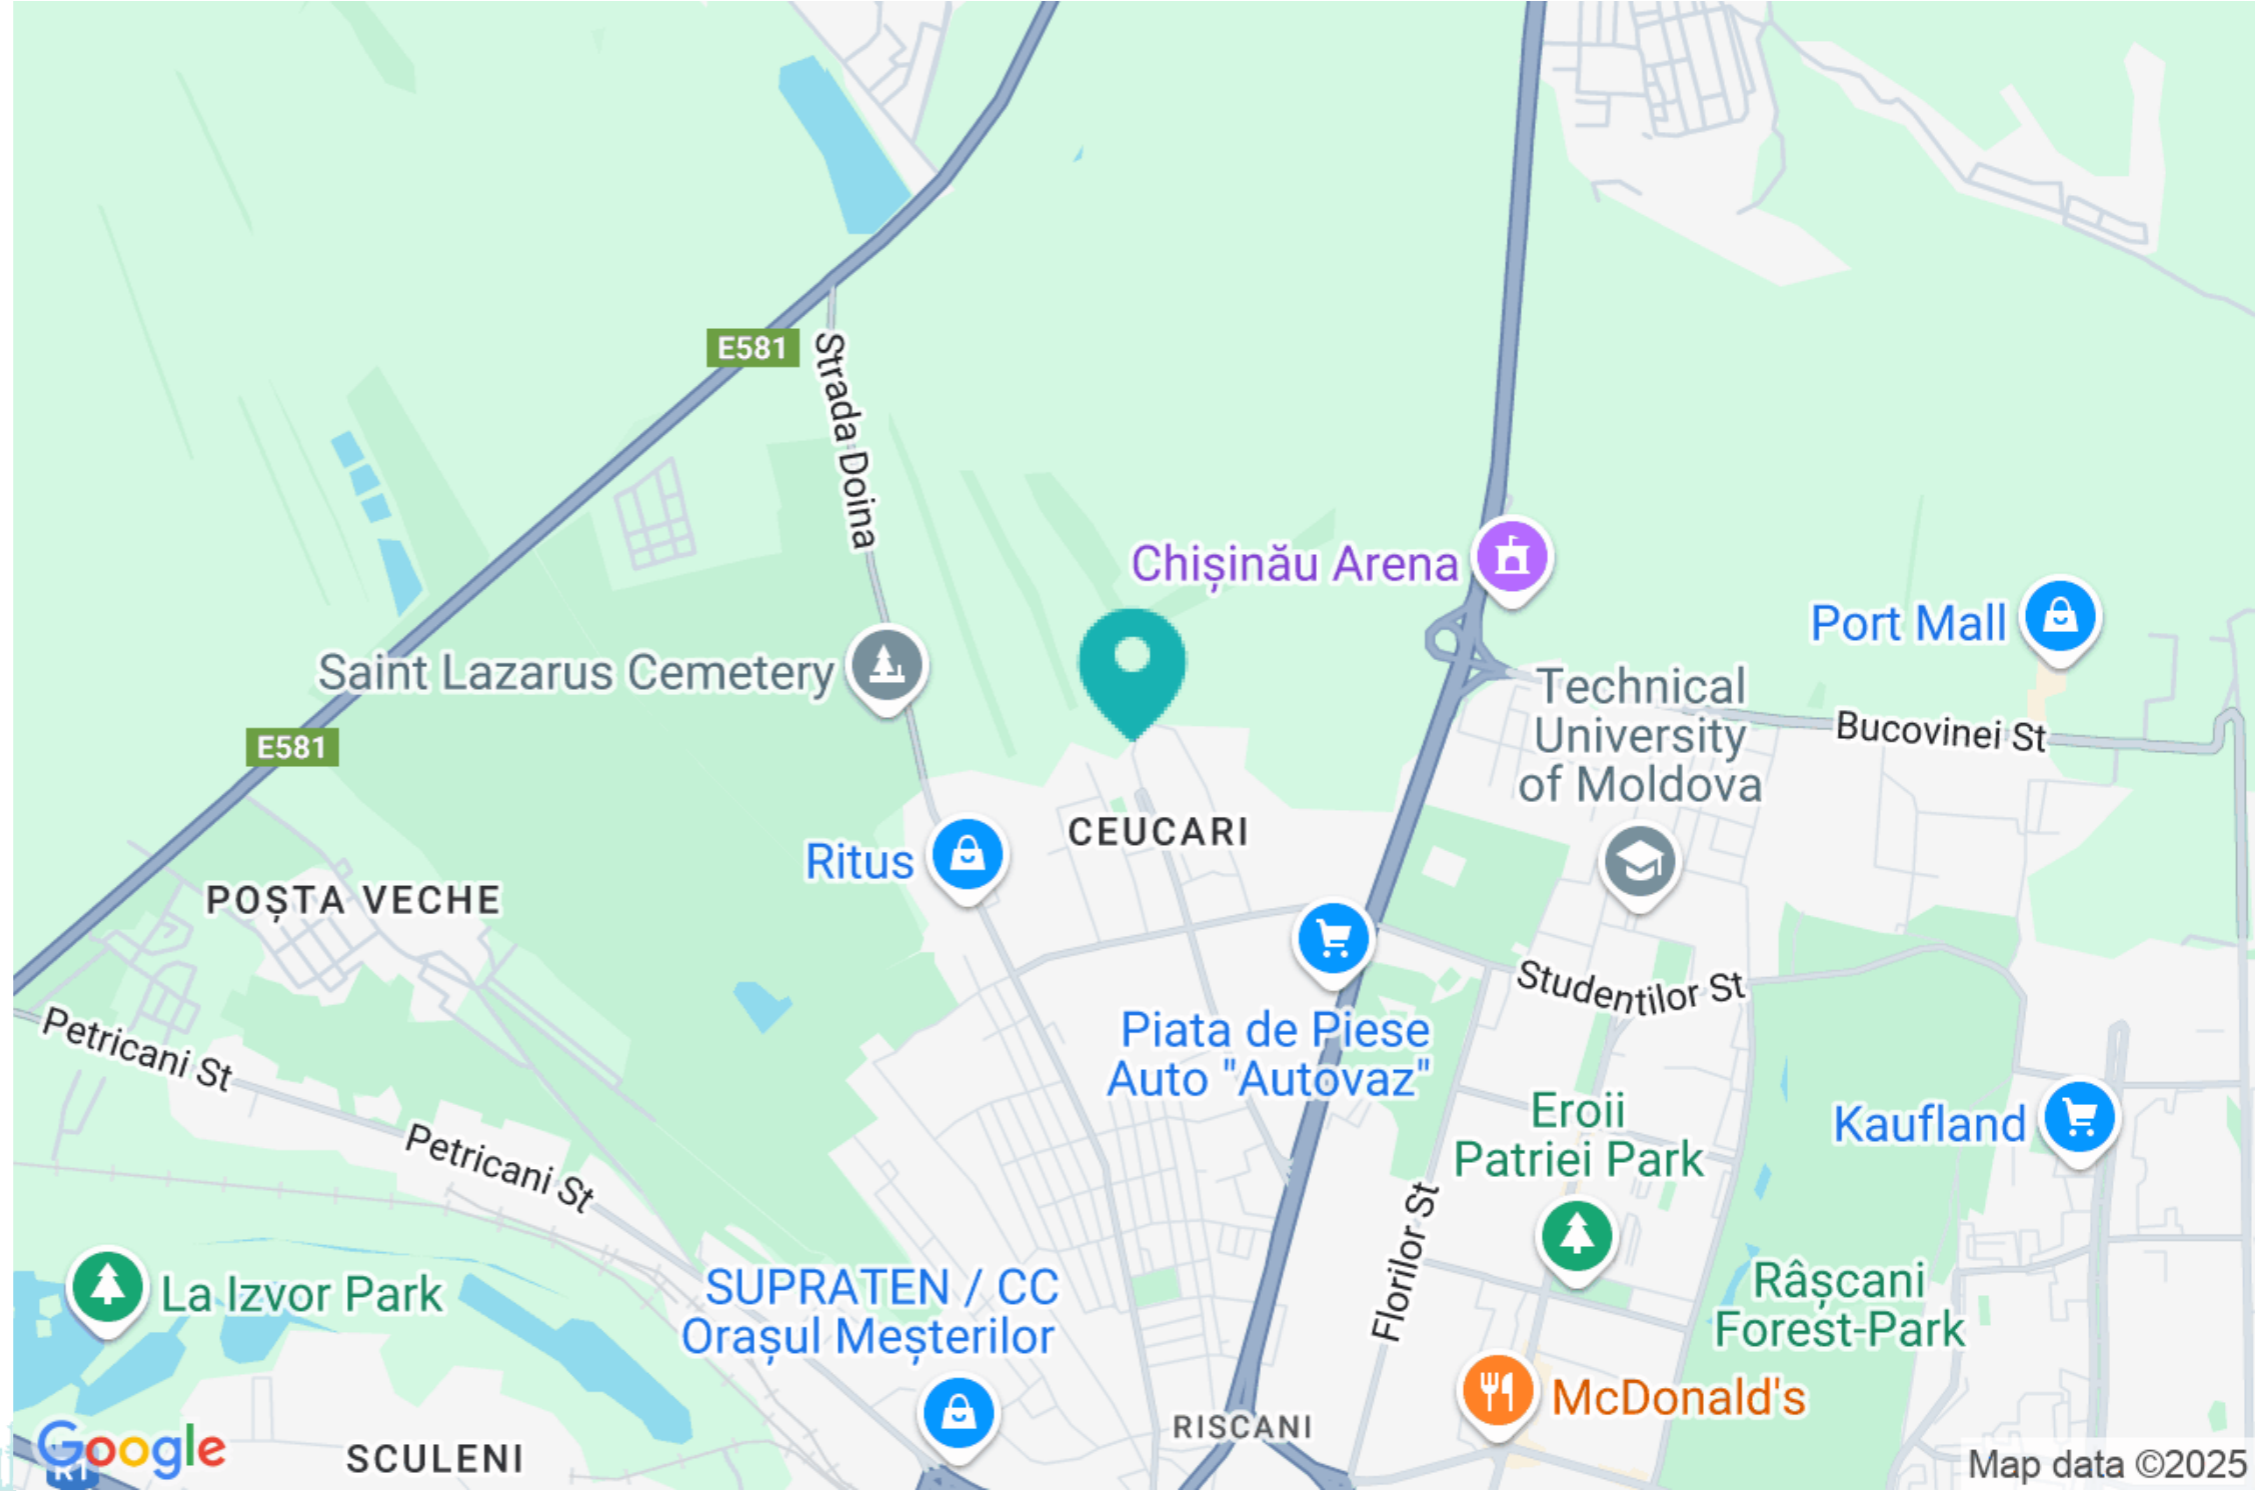 E581
Strada Doina
Chișinău Arena
Port Mall
Saint Lazarus Cemetery
Technical
University
of Moldova
Bucovinei St
E581
CEUCARI
Ritus
POȘTA VECHE
Studentilor St
Petricani St
Piata de Piese
Auto "Autovaz"
Eroii
Patriei Park
Kaufland
Petricani St
Florilor St
La Izvor Park
SUPRATEN / CC
Orașul Meșterilor
Râșcani
Forest-Park
McDonald's
RISCANI
Google
R1
SCULENI
Map data ©2025